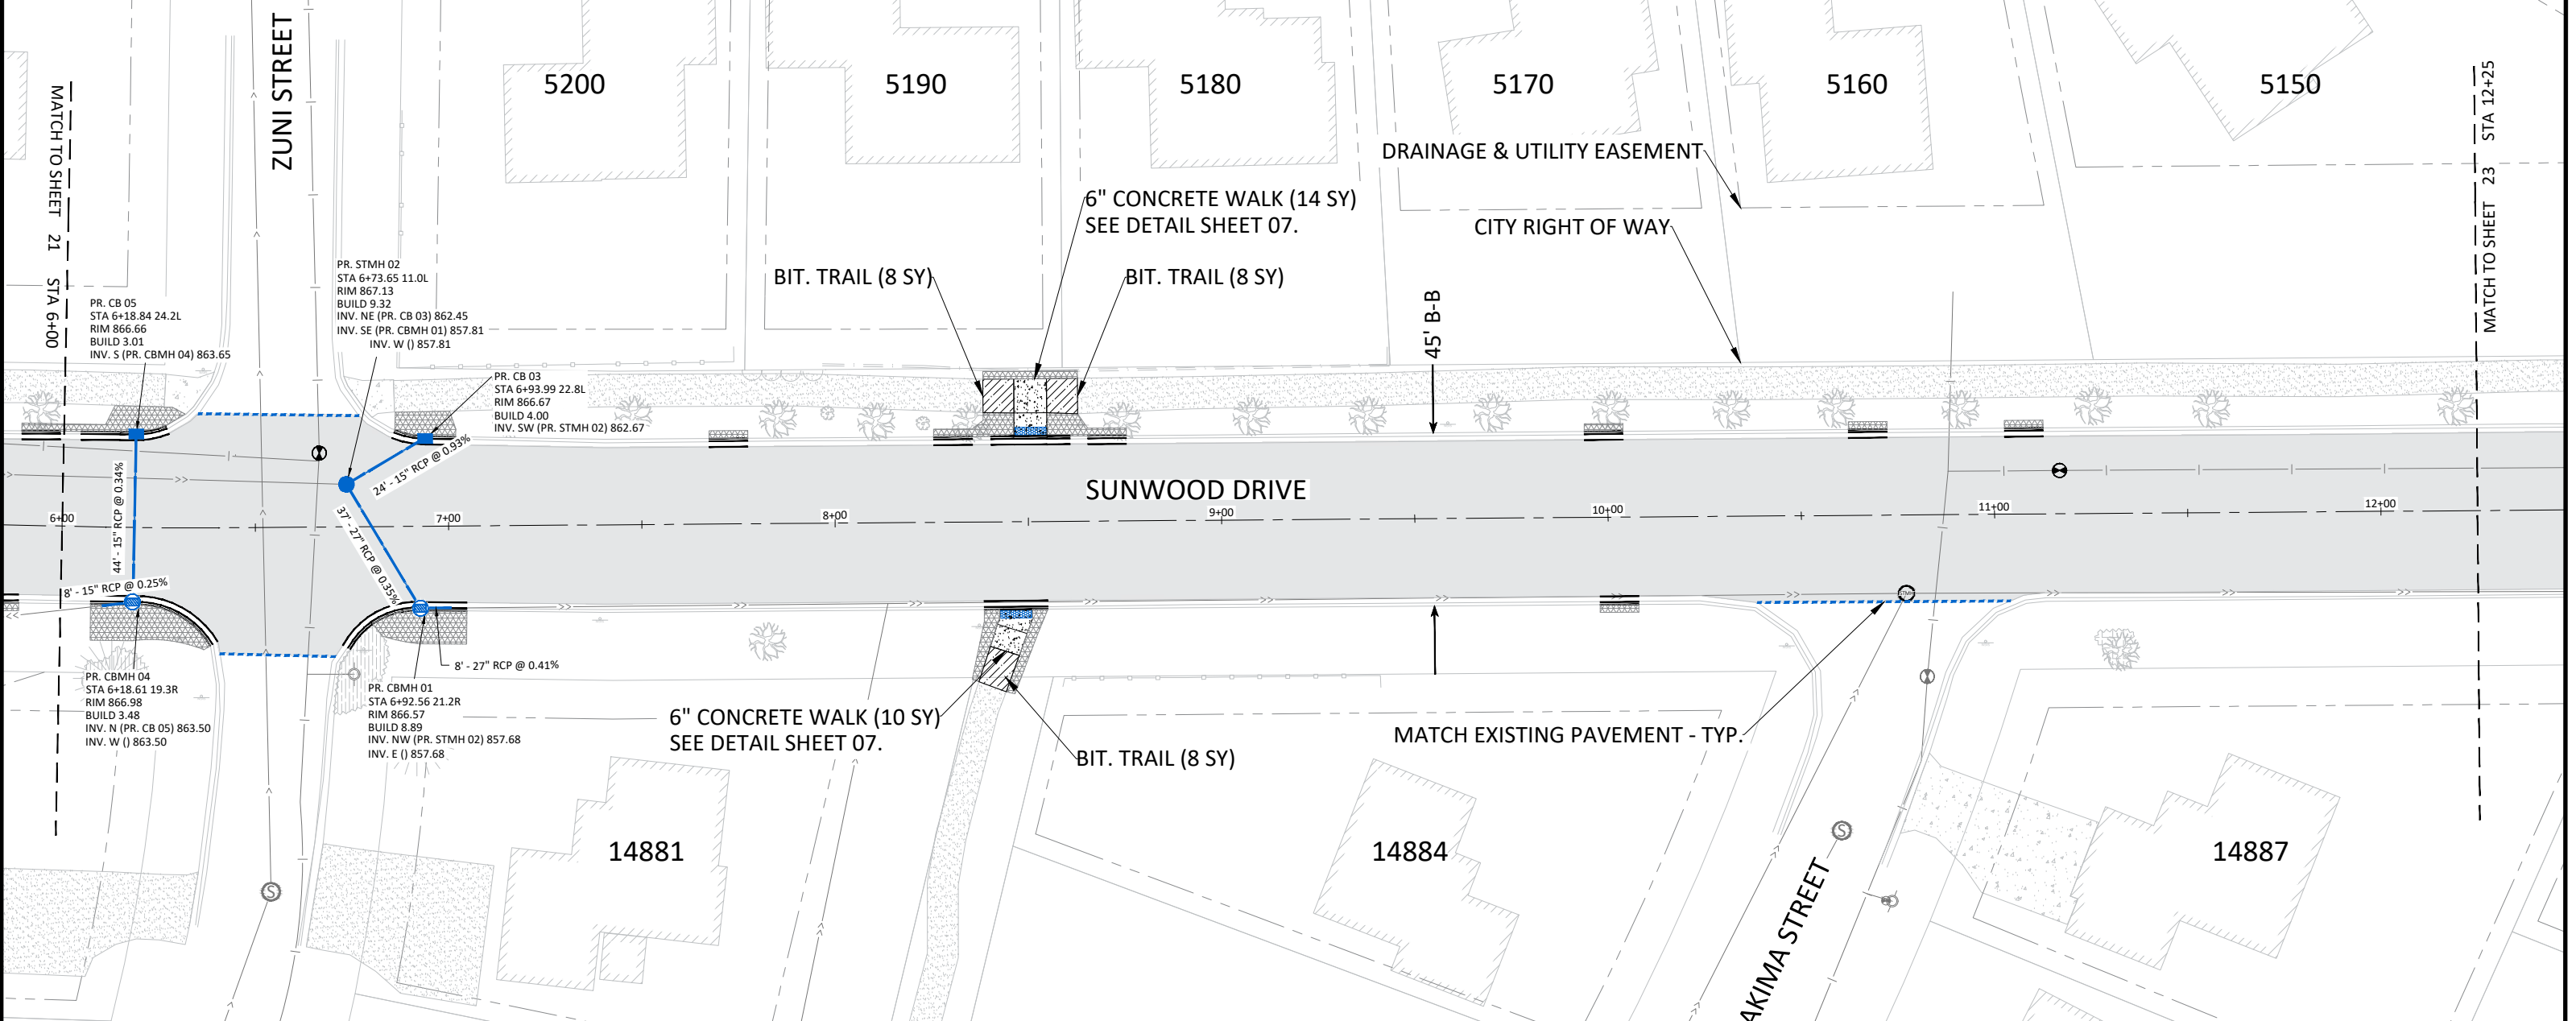 ZUNI STREET
5200
5190
5180
5170
5160
5150
MATCH TO SHEET 21 STA 6+00
MATCH TO SHEET 23 STA 12+25
DRAINAGE & UTILITY EASEMENT
6" CONCRETE WALK (14 SY)
SEE DETAIL SHEET 07.
CITY RIGHT OF WAY
BIT. TRAIL (8 SY)
BIT. TRAIL (8 SY)
45' B-B
PR. STMH 02
STA 6+73.65 11.0L
RIM 867.13
BUILD 9.32
INV. NE (PR. CB 03) 862.45
INV. SE (PR. CBMH 01) 857.81
INV. W () 857.81
PR. CB 05
STA 6+18.84 24.2L
RIM 866.66
BUILD 3.01
INV. S (PR. CBMH 04) 863.65
PR. CB 03
STA 6+93.99 22.8L
RIM 866.67
BUILD 4.00
INV. SW (PR. STMH 02) 862.67
24' - 15" RCP @ 0.93%
44' - 15" RCP @ 0.34%
37' - 27" RCP @ 0.35%
8' - 15" RCP @ 0.25%
SUNWOOD DRIVE
6+00
7+00
8+00
9+00
10+00
11+00
12+00
8' - 27" RCP @ 0.41%
PR. CBMH 04
STA 6+18.61 19.3R
RIM 866.98
BUILD 3.48
INV. N (PR. CB 05) 863.50
INV. W () 863.50
PR. CBMH 01
STA 6+92.56 21.2R
RIM 866.57
BUILD 8.89
INV. NW (PR. STMH 02) 857.68
INV. E () 857.68
6" CONCRETE WALK (10 SY)
SEE DETAIL SHEET 07.
BIT. TRAIL (8 SY)
MATCH EXISTING PAVEMENT - TYP.
14881
14884
14887
S
S
AKIMA STREET